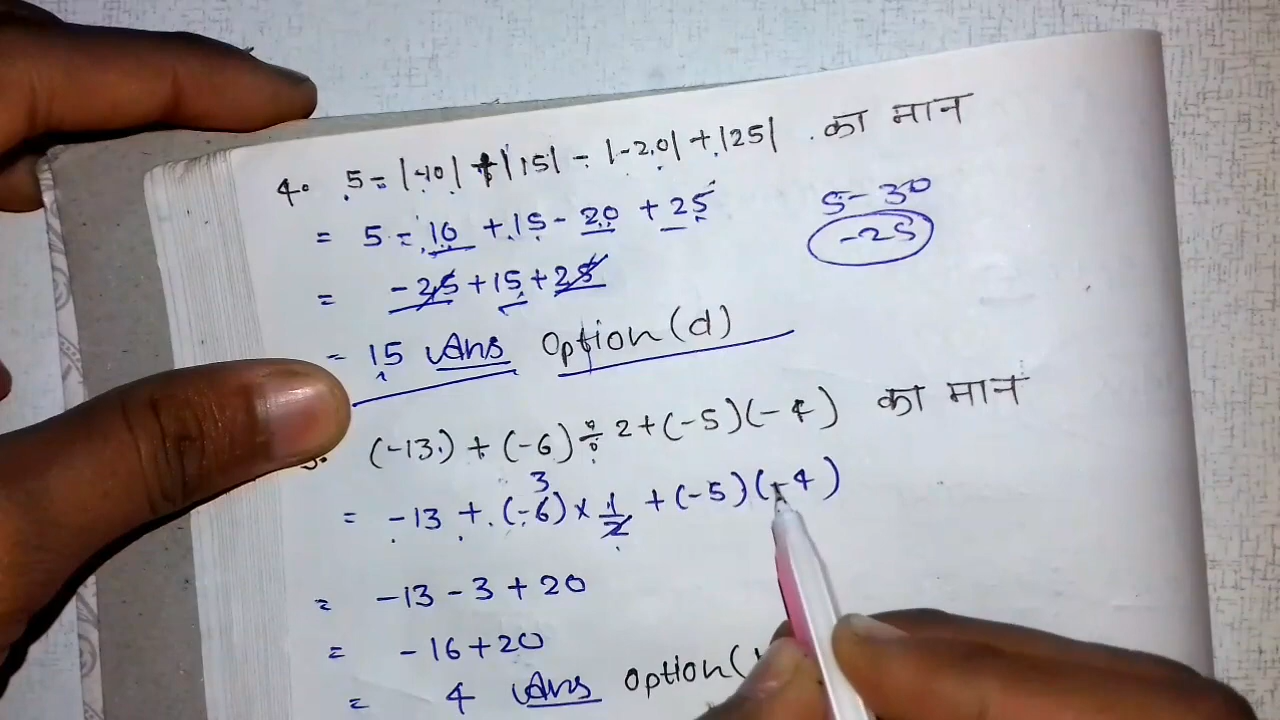 4. 5-|-10|+|15|-|-20|+|25| का मान
= 5-10+15-20+25
5-30
-25
= -25+15+25
= 15 Ans Option(d)
(-13)+(-6)÷2+(-5)(-4) का मान
3
= -13+(-6)×1/2+(-5)(-4)
= -13-3+20
= -16+20
= 4 Ans Option(